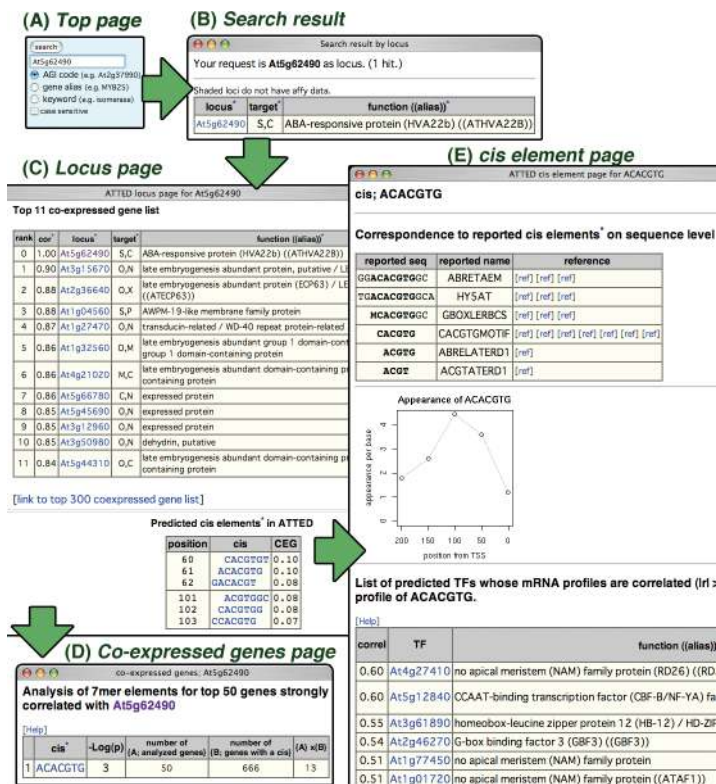 (A) Top page
search
At5g62490
AGI code (e.g. At2g37990)
gene alias (e.g. MYB25)
keyword (e.g. isomerase)
case sensitive
(B) Search result
Search result by locus
Your request is At5g62490 as locus. (1 hit.)
Shaded loci do not have affy data.
locus* target* function ((alias))*
At5g62490 S,C ABA-responsive protein (HVA22b) ((ATHVA22B))
(C) Locus page
ATTED locus page for At5g62490
Top 11 co-expressed gene list
rank cor* locus* target* function ((alias))*
0 1.00 At5g62490 S,C ABA-responsive protein (HVA22b) ((ATHVA22B))
1 0.90 At3g15670 O,N late embryogenesis abundant protein, putative / LE
2 0.88 At2g36640 O,X late embryogenesis abundant protein (ECP63) / LE
((ATECP63))
3 0.88 At1g04560 S,P AWPM-19-like membrane family protein
4 0.87 At1g27470 O,N transducin-related / WD-40 repeat protein-related
5 0.86 At1g32560 O,M late embryogenesis abundant group 1 domain-cont
group 1 domain-containing protein
6 0.86 At4g21020 M,C late embryogenesis abundant domain-containing pr
containing protein
7 0.86 At5g66780 C,N expressed protein
8 0.85 At5g45690 O,N expressed protein
9 0.85 At3g12960 O,N expressed protein
10 0.85 At3g50980 O,N dehydrin, putative
11 0.84 At5g44310 O,C late embryogenesis abundant domain-containing pr
containing protein
[link to top 300 coexpressed gene list]
Predicted cis elements* in ATTED
position cis CEG
60 CACGTGT 0.10
61 ACACGTG 0.10
62 GACACGT 0.08
101 ACGTGGC 0.08
102 CACGTGG 0.08
103 CCACGTG 0.07
(D) Co-expressed genes page
co-expressed genes; At5g62490
Analysis of 7mer elements for top 50 genes strongly
correlated with At5g62490
[Help]
cis* -Log(p) number of (A; analyzed genes) number of (B; genes with a cis) (A) x(B)
1 ACACGTG 3 50 666 13
(E) cis element page
ATTED cis element page for ACACGTG
cis; ACACGTG
Correspondence to reported cis elements* on sequence level
reported seq reported name reference
GGACACGTGGC ABRETAEM [ref] [ref] [ref]
TGACACGTGGCA HY5AT [ref] [ref] [ref]
MCACGTGGC GBOXLERBCS [ref] [ref] [ref]
CACGTG CACGTGMOTIF [ref] [ref] [ref] [ref] [ref] [ref] [ref]
ACGTG ABRELATERD1 [ref]
ACGT ACGTATERD1 [ref]
Appearance of ACACGTG
appearance per base
4
3
2
1
0
200 150 100 50 0
position from TSS
List of predicted TFs whose mRNA profiles are correlated (|r| >
profile of ACACGTG.
[Help]
correl TF function ((alias))
0.60 At4g27410 no apical meristem (NAM) family protein (RD26) ((RD
0.60 At5g12840 CCAAT-binding transcription factor (CBF-B/NF-YA) fa
0.55 At3g61890 homeobox-leucine zipper protein 12 (HB-12) / HD-ZIP
0.54 At2g46270 G-box binding factor 3 (GBF3) ((GBF3))
0.51 At1g77450 no apical meristem (NAM) family protein
0.51 At1g01720 no apical meristem (NAM) family protein ((ATAF1))